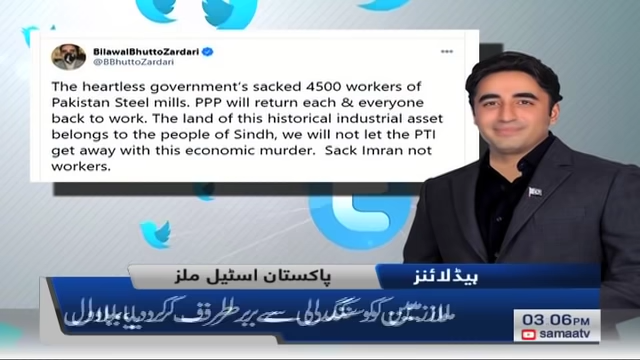 BilawalBhuttoZardari
@BBhuttoZardari
The heartless government's sacked 4500 workers of
Pakistan Steel mills. PPP will return each & everyone
back to work. The land of this historical industrial asset
belongs to the people of Sindh, we will not let the PTI
get away with this economic murder. Sack Imran not
workers.
ہیڈلائنز
پاکستان اسٹیل ملز
ملازمین کو سنگدلی سے برطرف کردیا، بلاول
03:06PM
samaatv